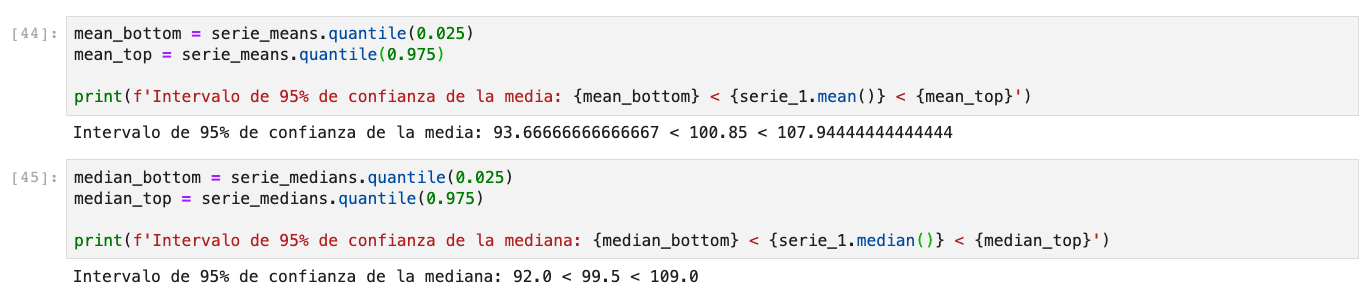 [44]: mean_bottom = serie_means.quantile(0.025)
mean_top = serie_means.quantile(0.975)
print(f'Intervalo de 95% de confianza de la media: {mean_bottom} < {serie_1.mean()} < {mean_top}')
Intervalo de 95% de confianza de la media: 93.66666666666667 < 100.85 < 107.94444444444444
[45]: median_bottom = serie_medians.quantile(0.025)
median_top = serie_medians.quantile(0.975)
print(f'Intervalo de 95% de confianza de la mediana: {median_bottom} < {serie_1.median()} < {median_top}')
Intervalo de 95% de confianza de la mediana: 92.0 < 99.5 < 109.0